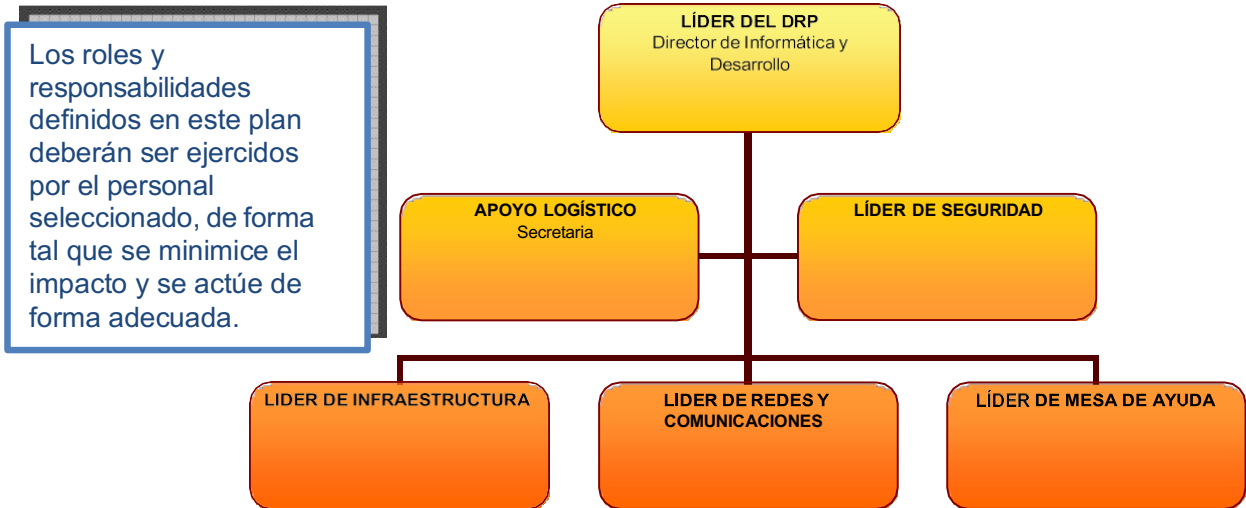 Los roles y
responsabilidades
definidos en este plan
deberán ser ejercidos
por el personal
seleccionado, de forma
tal que se minimice el
impacto y se actúe de
forma adecuada.
LÍDER DEL DRP
Director de Informática y
Desarrollo
APOYO LOGÍSTICO
Secretaria
LÍDER DE SEGURIDAD
LIDER DE INFRAESTRUCTURA
LIDER DE REDES Y
COMUNICACIONES
LÍDER DE MESA DE AYUDA